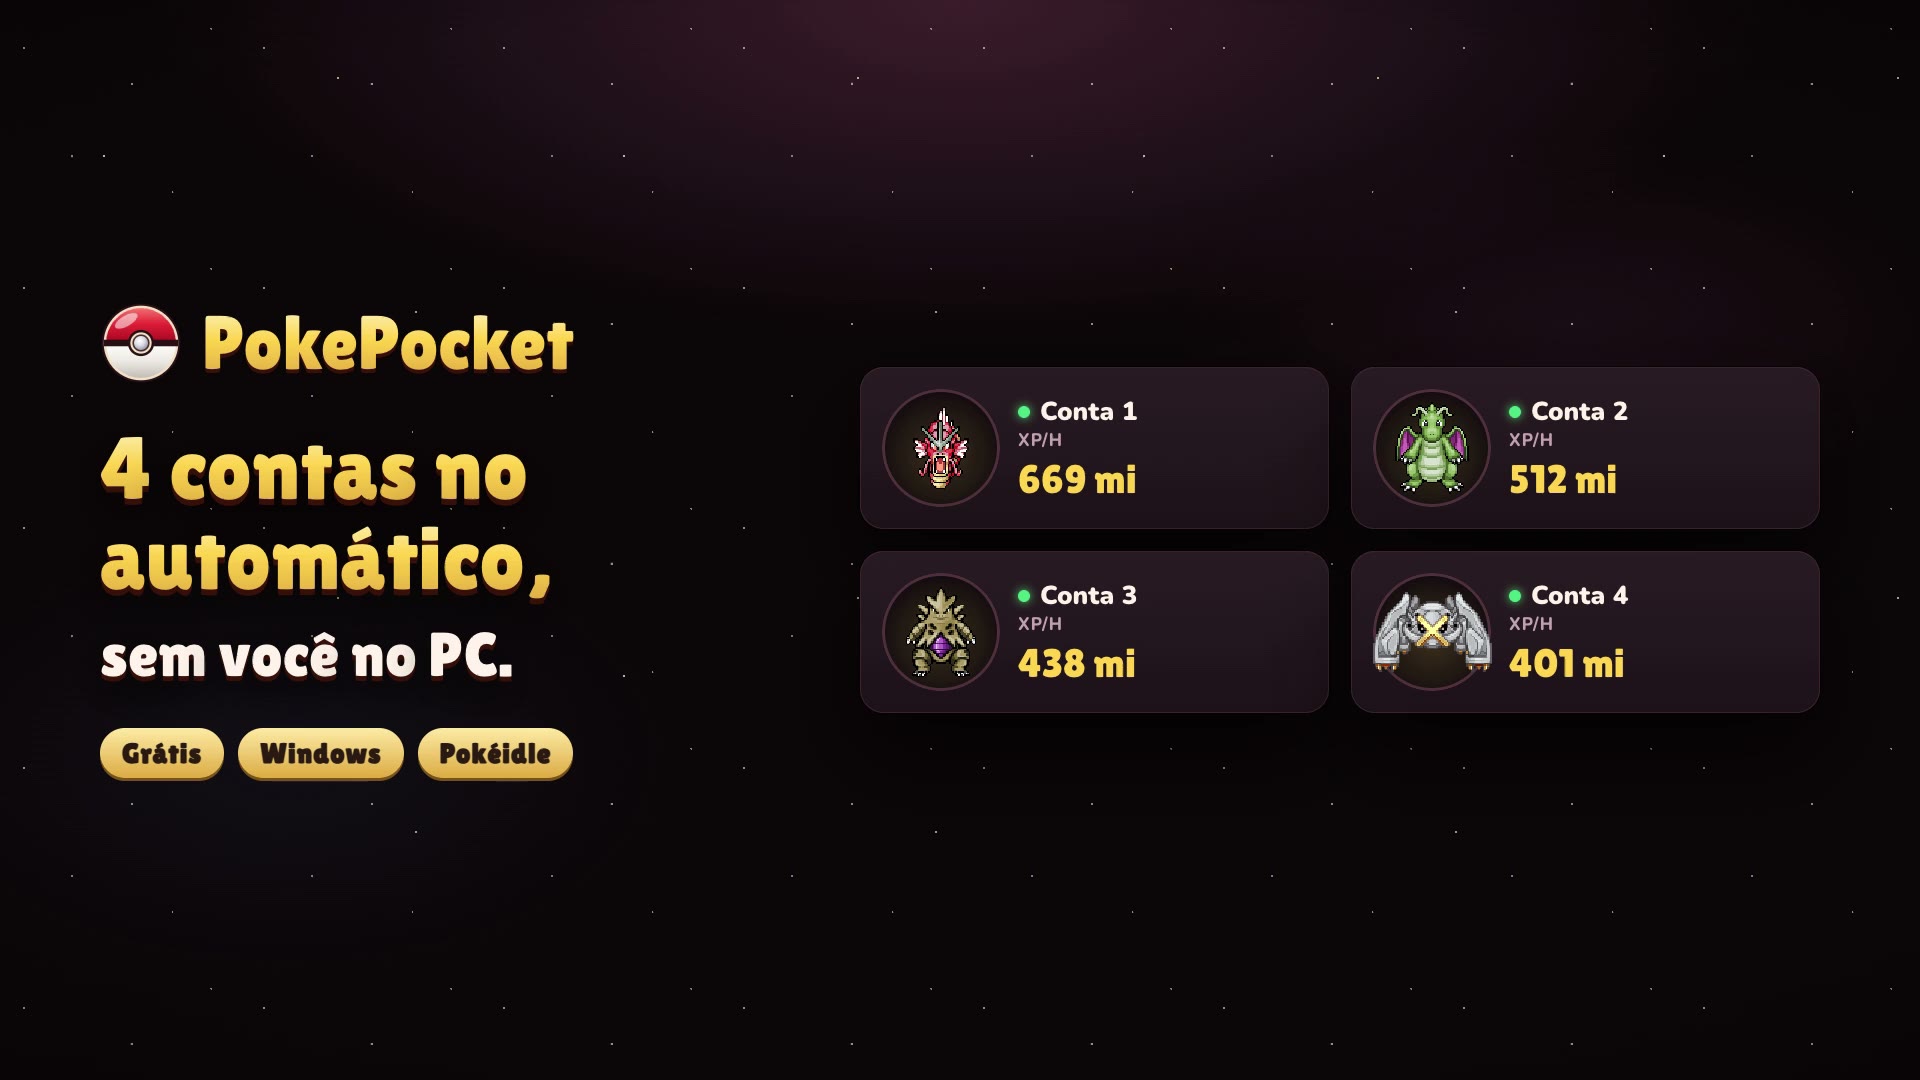 PokePocket
4 contas no
automático,
sem você no PC.
Grátis
Windows
Pokéidle
Conta 1
XP/H
669 mi
Conta 2
XP/H
512 mi
Conta 3
XP/H
438 mi
Conta 4
XP/H
401 mi